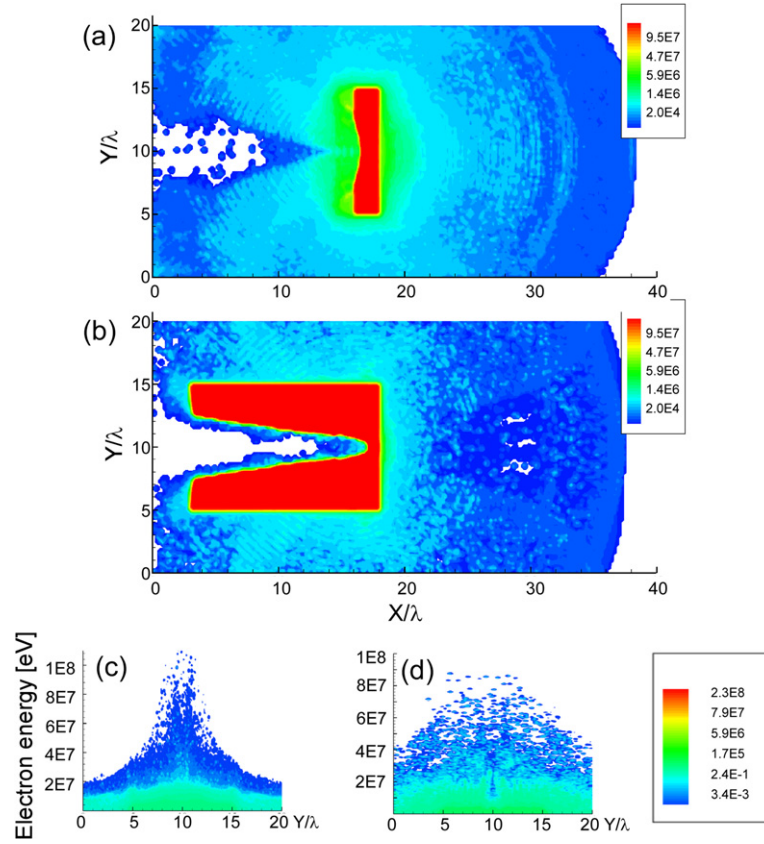 (a)
Y/λ
20
15
10
5
0
0 10 20 30 40
9.5E7
4.7E7
5.9E6
1.4E6
2.0E4
(b)
Y/λ
20
15
10
5
0
0 10 20 30 40
X/λ
9.5E7
4.7E7
5.9E6
1.4E6
2.0E4
Electron energy [eV]
(c)
1E8
8E7
6E7
4E7
2E7
0 5 10 15 20 Y/λ
(d)
1E8
8E7
6E7
4E7
2E7
0 5 10 15 20 Y/λ
2.3E8
7.9E7
5.9E6
1.7E5
2.4E-1
3.4E-3